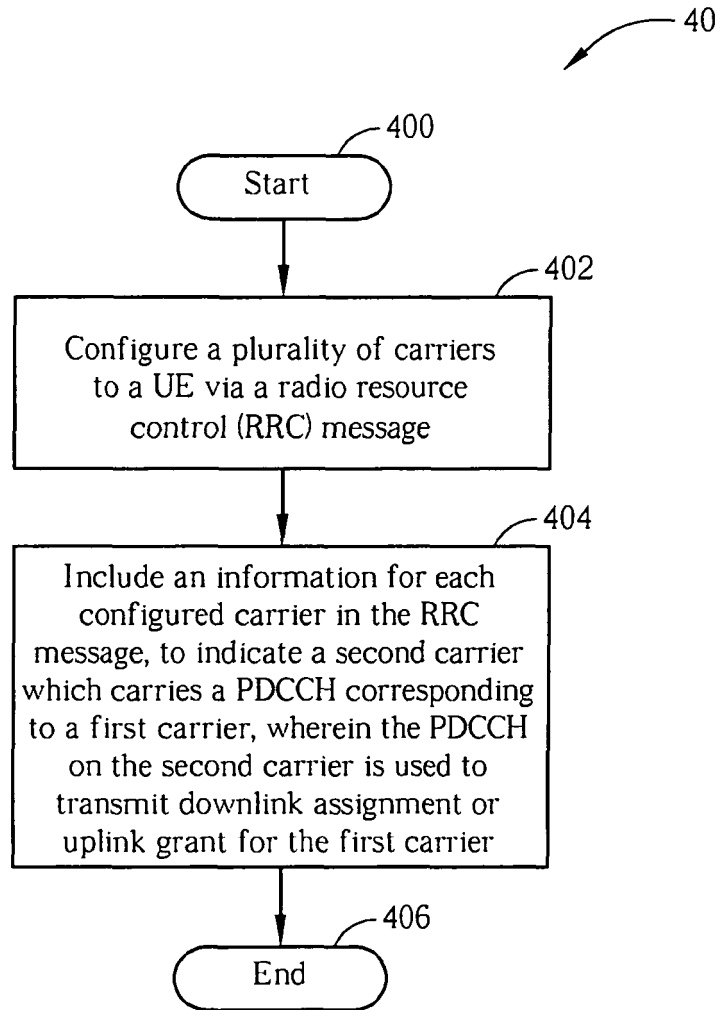 40
400
Start
402
Configure a plurality of carriers
to a UE via a radio resource
control (RRC) message
404
Include an information for each
configured carrier in the RRC
message, to indicate a second carrier
which carries a PDCCH corresponding
to a first carrier, wherein the PDCCH
on the second carrier is used to
transmit downlink assignment or
uplink grant for the first carrier
406
End